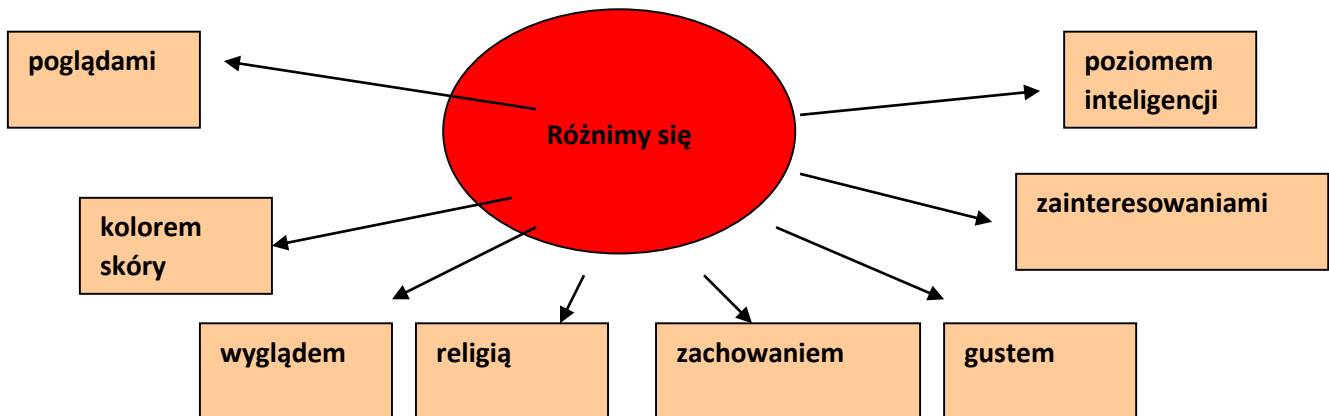 poglądami
poziomem
inteligencji
Różnimy się
kolorem
skóry
zainteresowaniami
wyglądem
religią
zachowaniem
gustem